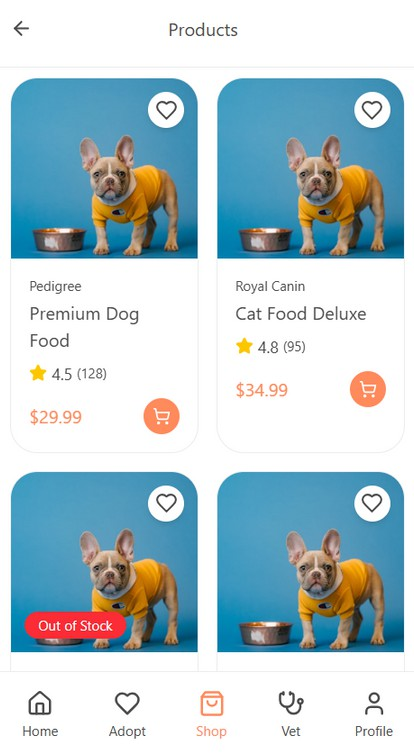 Products
Pedigree
Premium Dog
Food
4.5 (128)
$29.99
Royal Canin
Cat Food Deluxe
4.8 (95)
$34.99
Out of Stock
Home
Adopt
Shop
Vet
Profile